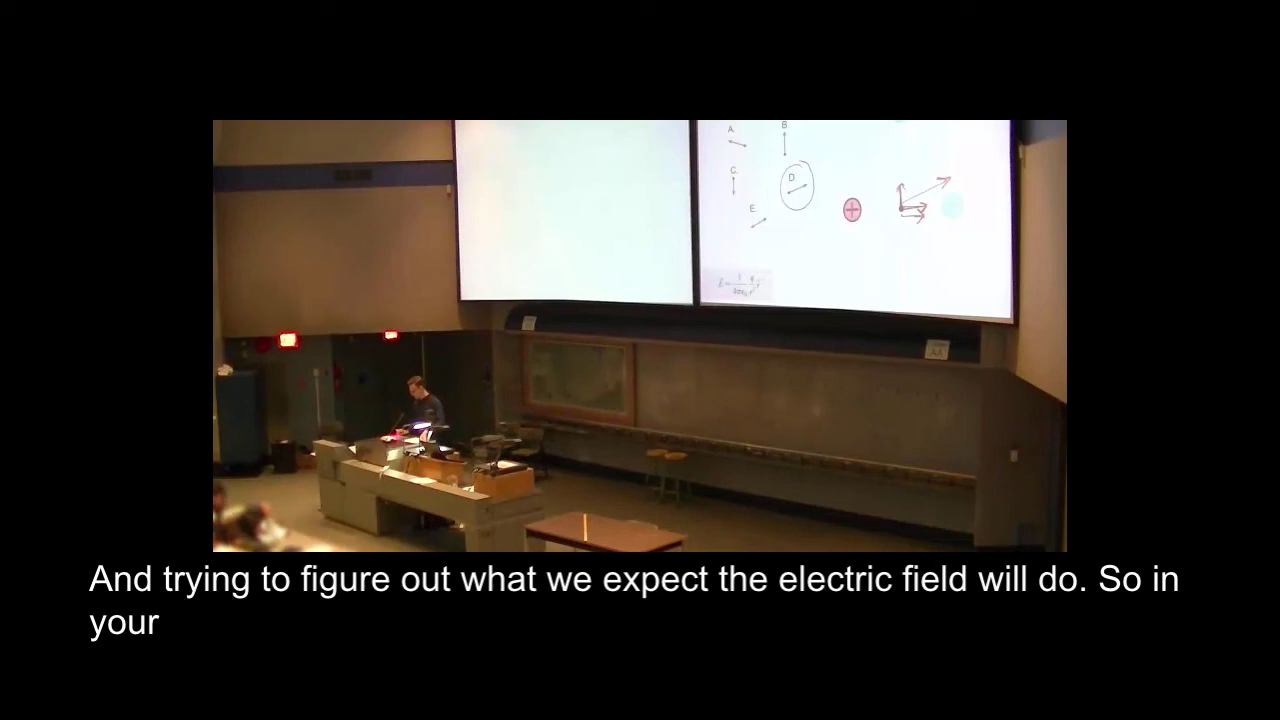 A.
B.
C.
D.
E.
+
And trying to figure out what we expect the electric field will do. So in
your